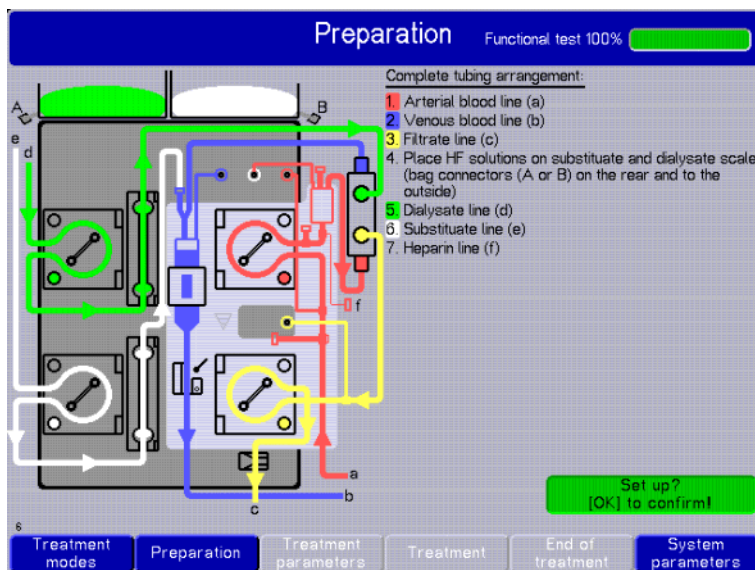 Preparation
Functional test 100%
Complete tubing arrangement:
1. Arterial blood line (a)
2. Venous blood line (b)
3. Filtrate line (c)
4. Place HF solutions on substituate and dialysate scale
(bag connectors (A or B) on the rear and to the
outside)
5. Dialysate line (d)
6. Substituate line (e)
7. Heparin line (f)
A
B
e
d
f
a
b
c
Set up?
[OK] to confirm!
6
Treatment
modes
Preparation
Treatment
parameters
Treatment
End of
treatment
System
parameters